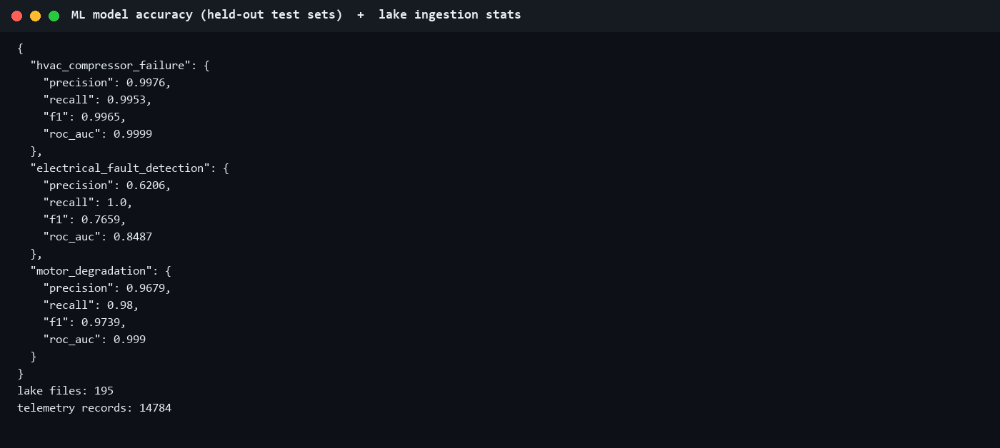 ML model accuracy (held-out test sets)  +  lake ingestion stats
{
  "hvac_compressor_failure": {
    "precision": 0.9976,
    "recall": 0.9953,
    "f1": 0.9965,
    "roc_auc": 0.9999
  },
  "electrical_fault_detection": {
    "precision": 0.6206,
    "recall": 1.0,
    "f1": 0.7659,
    "roc_auc": 0.8487
  },
  "motor_degradation": {
    "precision": 0.9679,
    "recall": 0.98,
    "f1": 0.9739,
    "roc_auc": 0.999
  }
}
lake files: 195
telemetry records: 14784